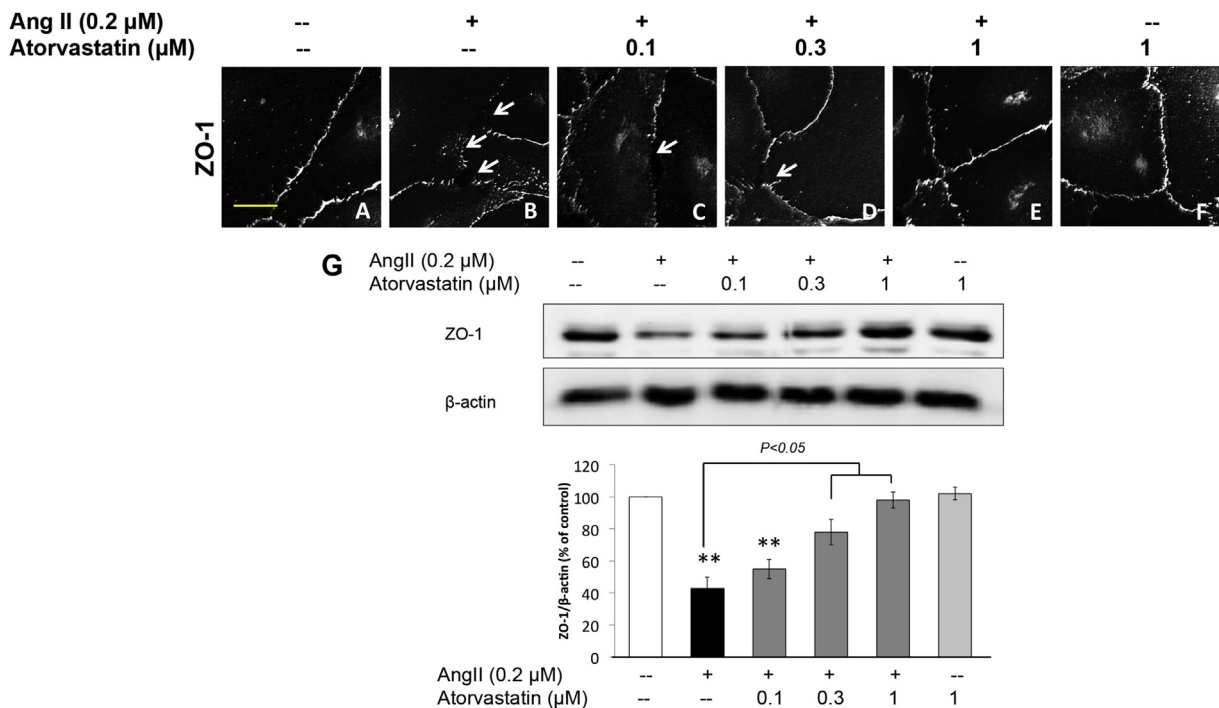 Ang II (0.2 µM) -- + + + + --
Atorvastatin (µM) -- -- 0.1 0.3 1 1
ZO-1
A B C D E F
G AngII (0.2 µM) -- + + + + --
Atorvastatin (µM) -- -- 0.1 0.3 1 1
ZO-1
β-actin
P<0.05
ZO-1/β-actin (% of control)
120
100
80
60
40
20
0
** **
AngII (0.2 µM) -- + + + + --
Atorvastatin (µM) -- -- 0.1 0.3 1 1